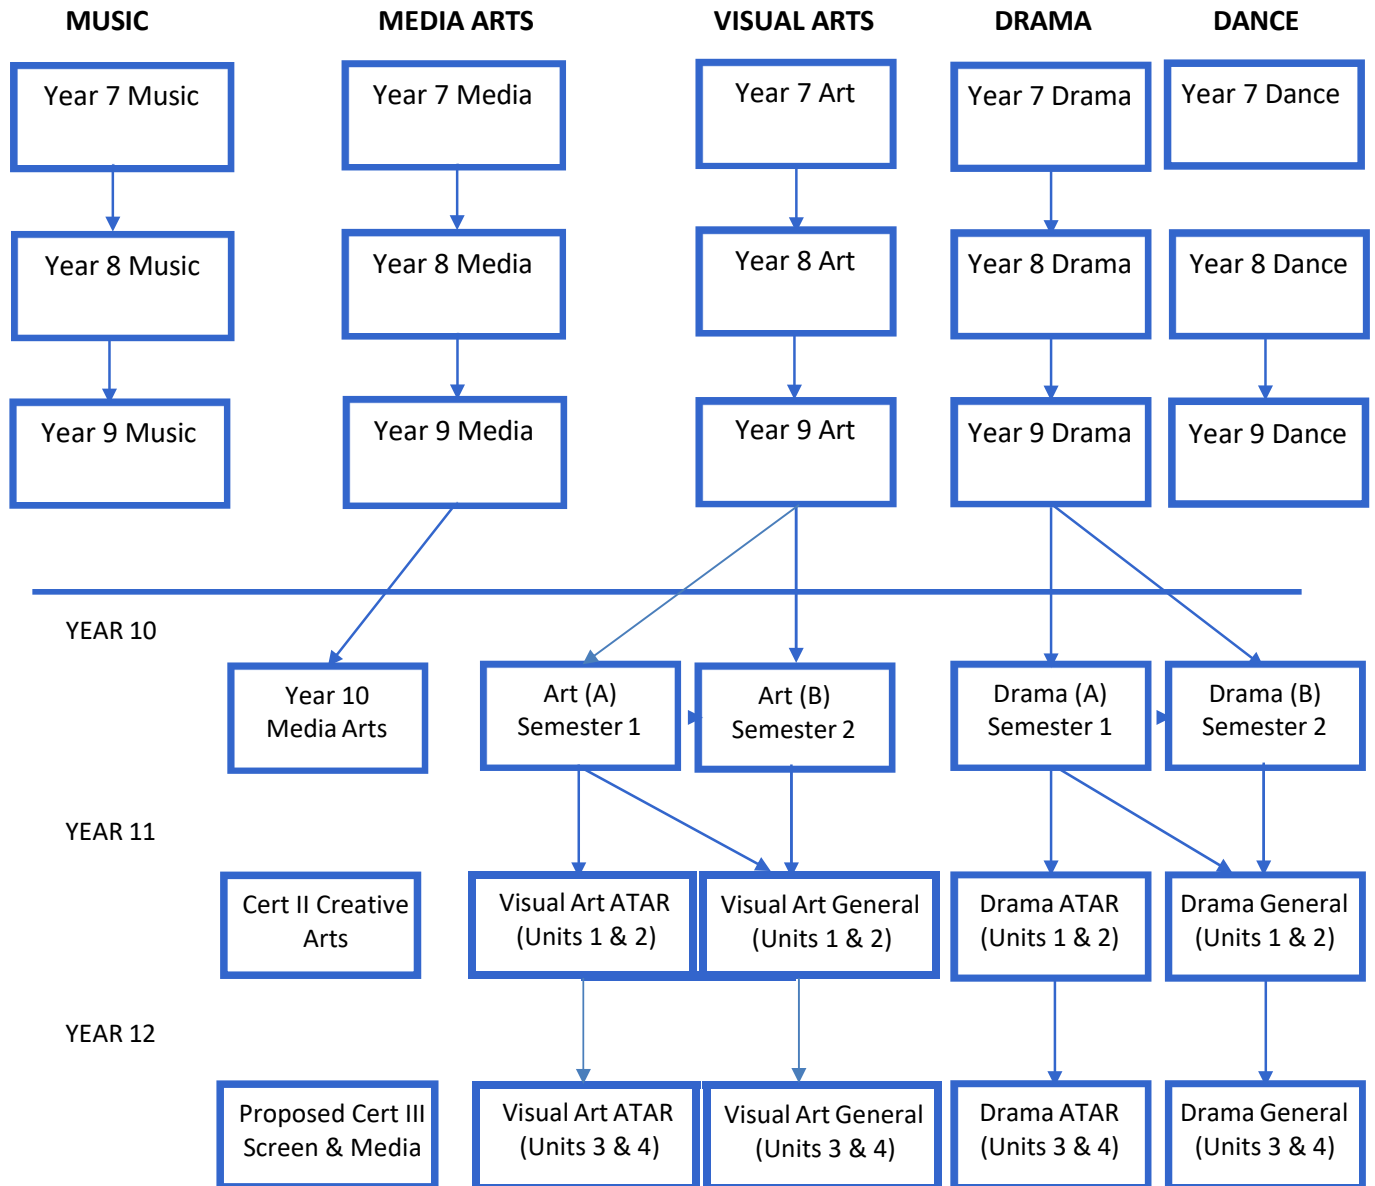 MUSIC
MEDIA ARTS
VISUAL ARTS
DRAMA
DANCE
Year 7 Music
Year 7 Media
Year 7 Art
Year 7 Drama
Year 7 Dance
Year 8 Music
Year 8 Media
Year 8 Art
Year 8 Drama
Year 8 Dance
Year 9 Music
Year 9 Media
Year 9 Art
Year 9 Drama
Year 9 Dance
YEAR 10
Year 10
Media Arts
Art (A)
Semester 1
Art (B)
Semester 2
Drama (A)
Semester 1
Drama (B)
Semester 2
YEAR 11
Cert II Creative
Arts
Visual Art ATAR
(Units 1 & 2)
Visual Art General
(Units 1 & 2)
Drama ATAR
(Units 1 & 2)
Drama General
(Units 1 & 2)
YEAR 12
Proposed Cert III
Screen & Media
Visual Art ATAR
(Units 3 & 4)
Visual Art General
(Units 3 & 4)
Drama ATAR
(Units 3 & 4)
Drama General
(Units 3 & 4)